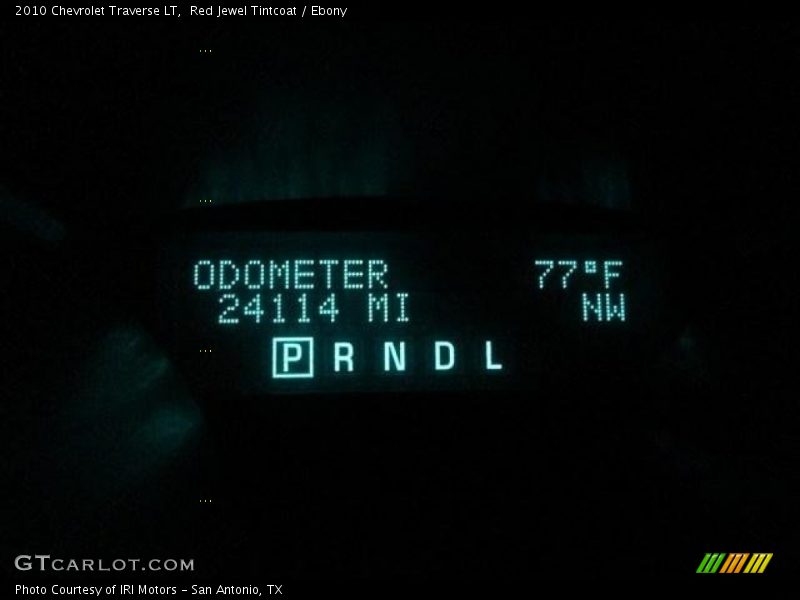 2010 Chevrolet Traverse LT,  Red Jewel Tintcoat / Ebony
...
...
ODOMETER 77°F
24114 MI NW
...
P R N D L
...
GTCARLOT.COM
Photo Courtesy of IRI Motors - San Antonio, TX